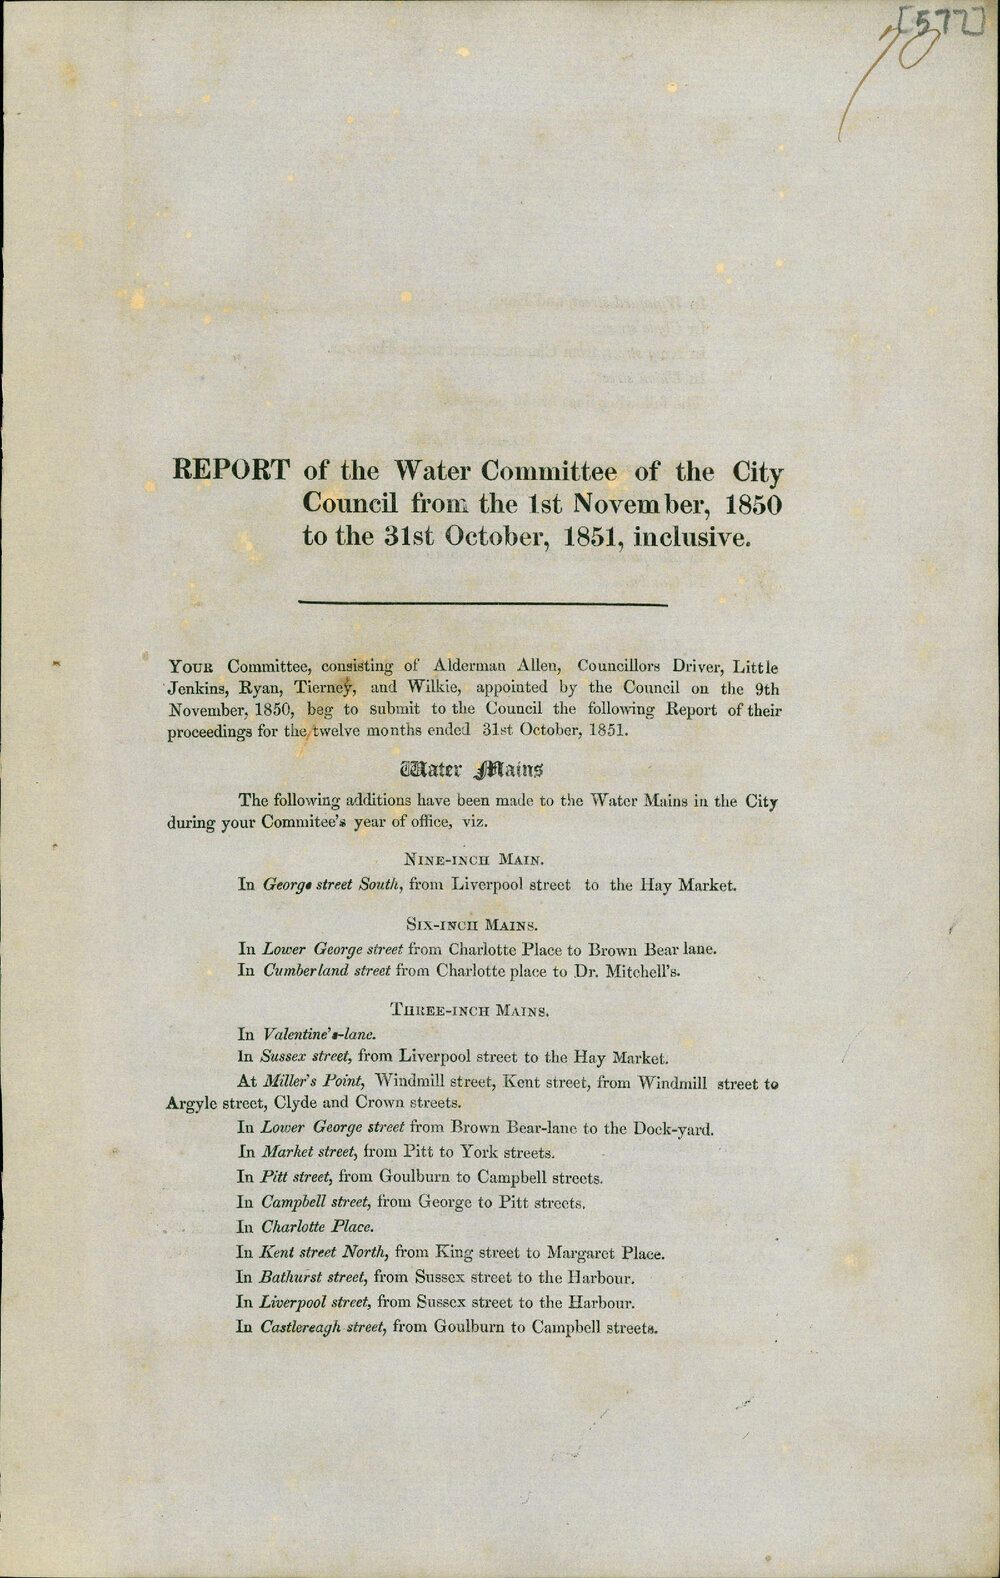 [577]
70
REPORT of the Water Committee of the City
Council from the 1st November, 1850
to the 31st October, 1851, inclusive.
YOUR Committee, consisting of Alderman Allen, Councillors Driver, Little
Jenkins, Ryan, Tierney, and Wilkie, appointed by the Council on the 9th
November, 1850, beg to submit to the Council the following Report of their
proceedings for the twelve months ended 31st October, 1851.
Water Mains
The following additions have been made to the Water Mains in the City
during your Commitee's year of office, viz.
NINE-INCH MAIN.
In George street South, from Liverpool street to the Hay Market.
SIX-INCH MAINS.
In Lower George street from Charlotte Place to Brown Bear lane.
In Cumberland street from Charlotte place to Dr. Mitchell's.
THREE-INCH MAINS.
In Valentine's-lane.
In Sussex street, from Liverpool street to the Hay Market.
At Miller's Point, Windmill street, Kent street, from Windmill street to
Argyle street, Clyde and Crown streets.
In Lower George street from Brown Bear-lane to the Dock-yard.
In Market street, from Pitt to York streets.
In Pitt street, from Goulburn to Campbell streets.
In Campbell street, from George to Pitt streets.
In Charlotte Place.
In Kent street North, from King street to Margaret Place.
In Bathurst street, from Sussex street to the Harbour.
In Liverpool street, from Sussex street to the Harbour.
In Castlereagh street, from Goulburn to Campbell streets.